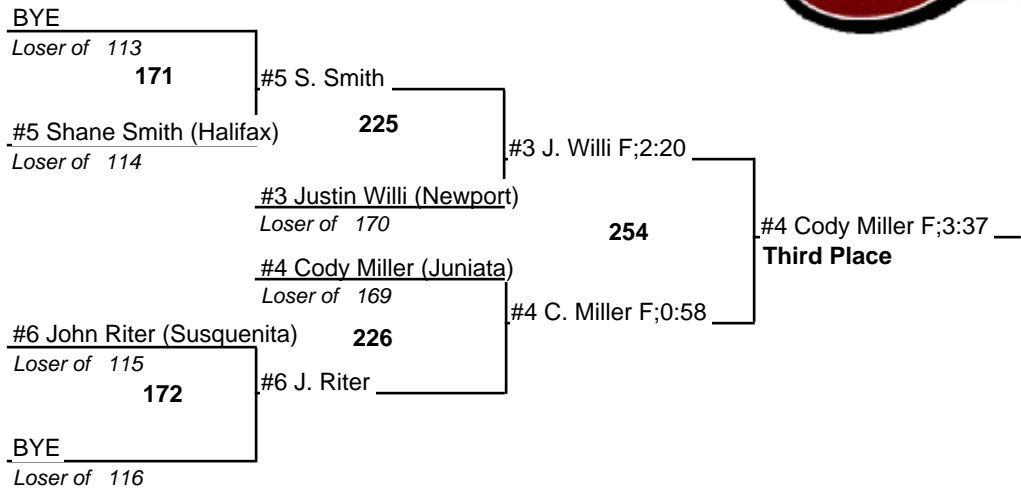 BYE
Loser of 113
171
#5 S. Smith
#5 Shane Smith (Halifax)
Loser of 114
225
#3 J. Willi F;2:20
#3 Justin Willi (Newport)
Loser of 170
254
#4 Cody Miller F;3:37
Third Place
#4 Cody Miller (Juniata)
Loser of 169
#4 C. Miller F;0:58
#6 John Riter (Susquenita)
226
Loser of 115
172
#6 J. Riter
BYE
Loser of 116